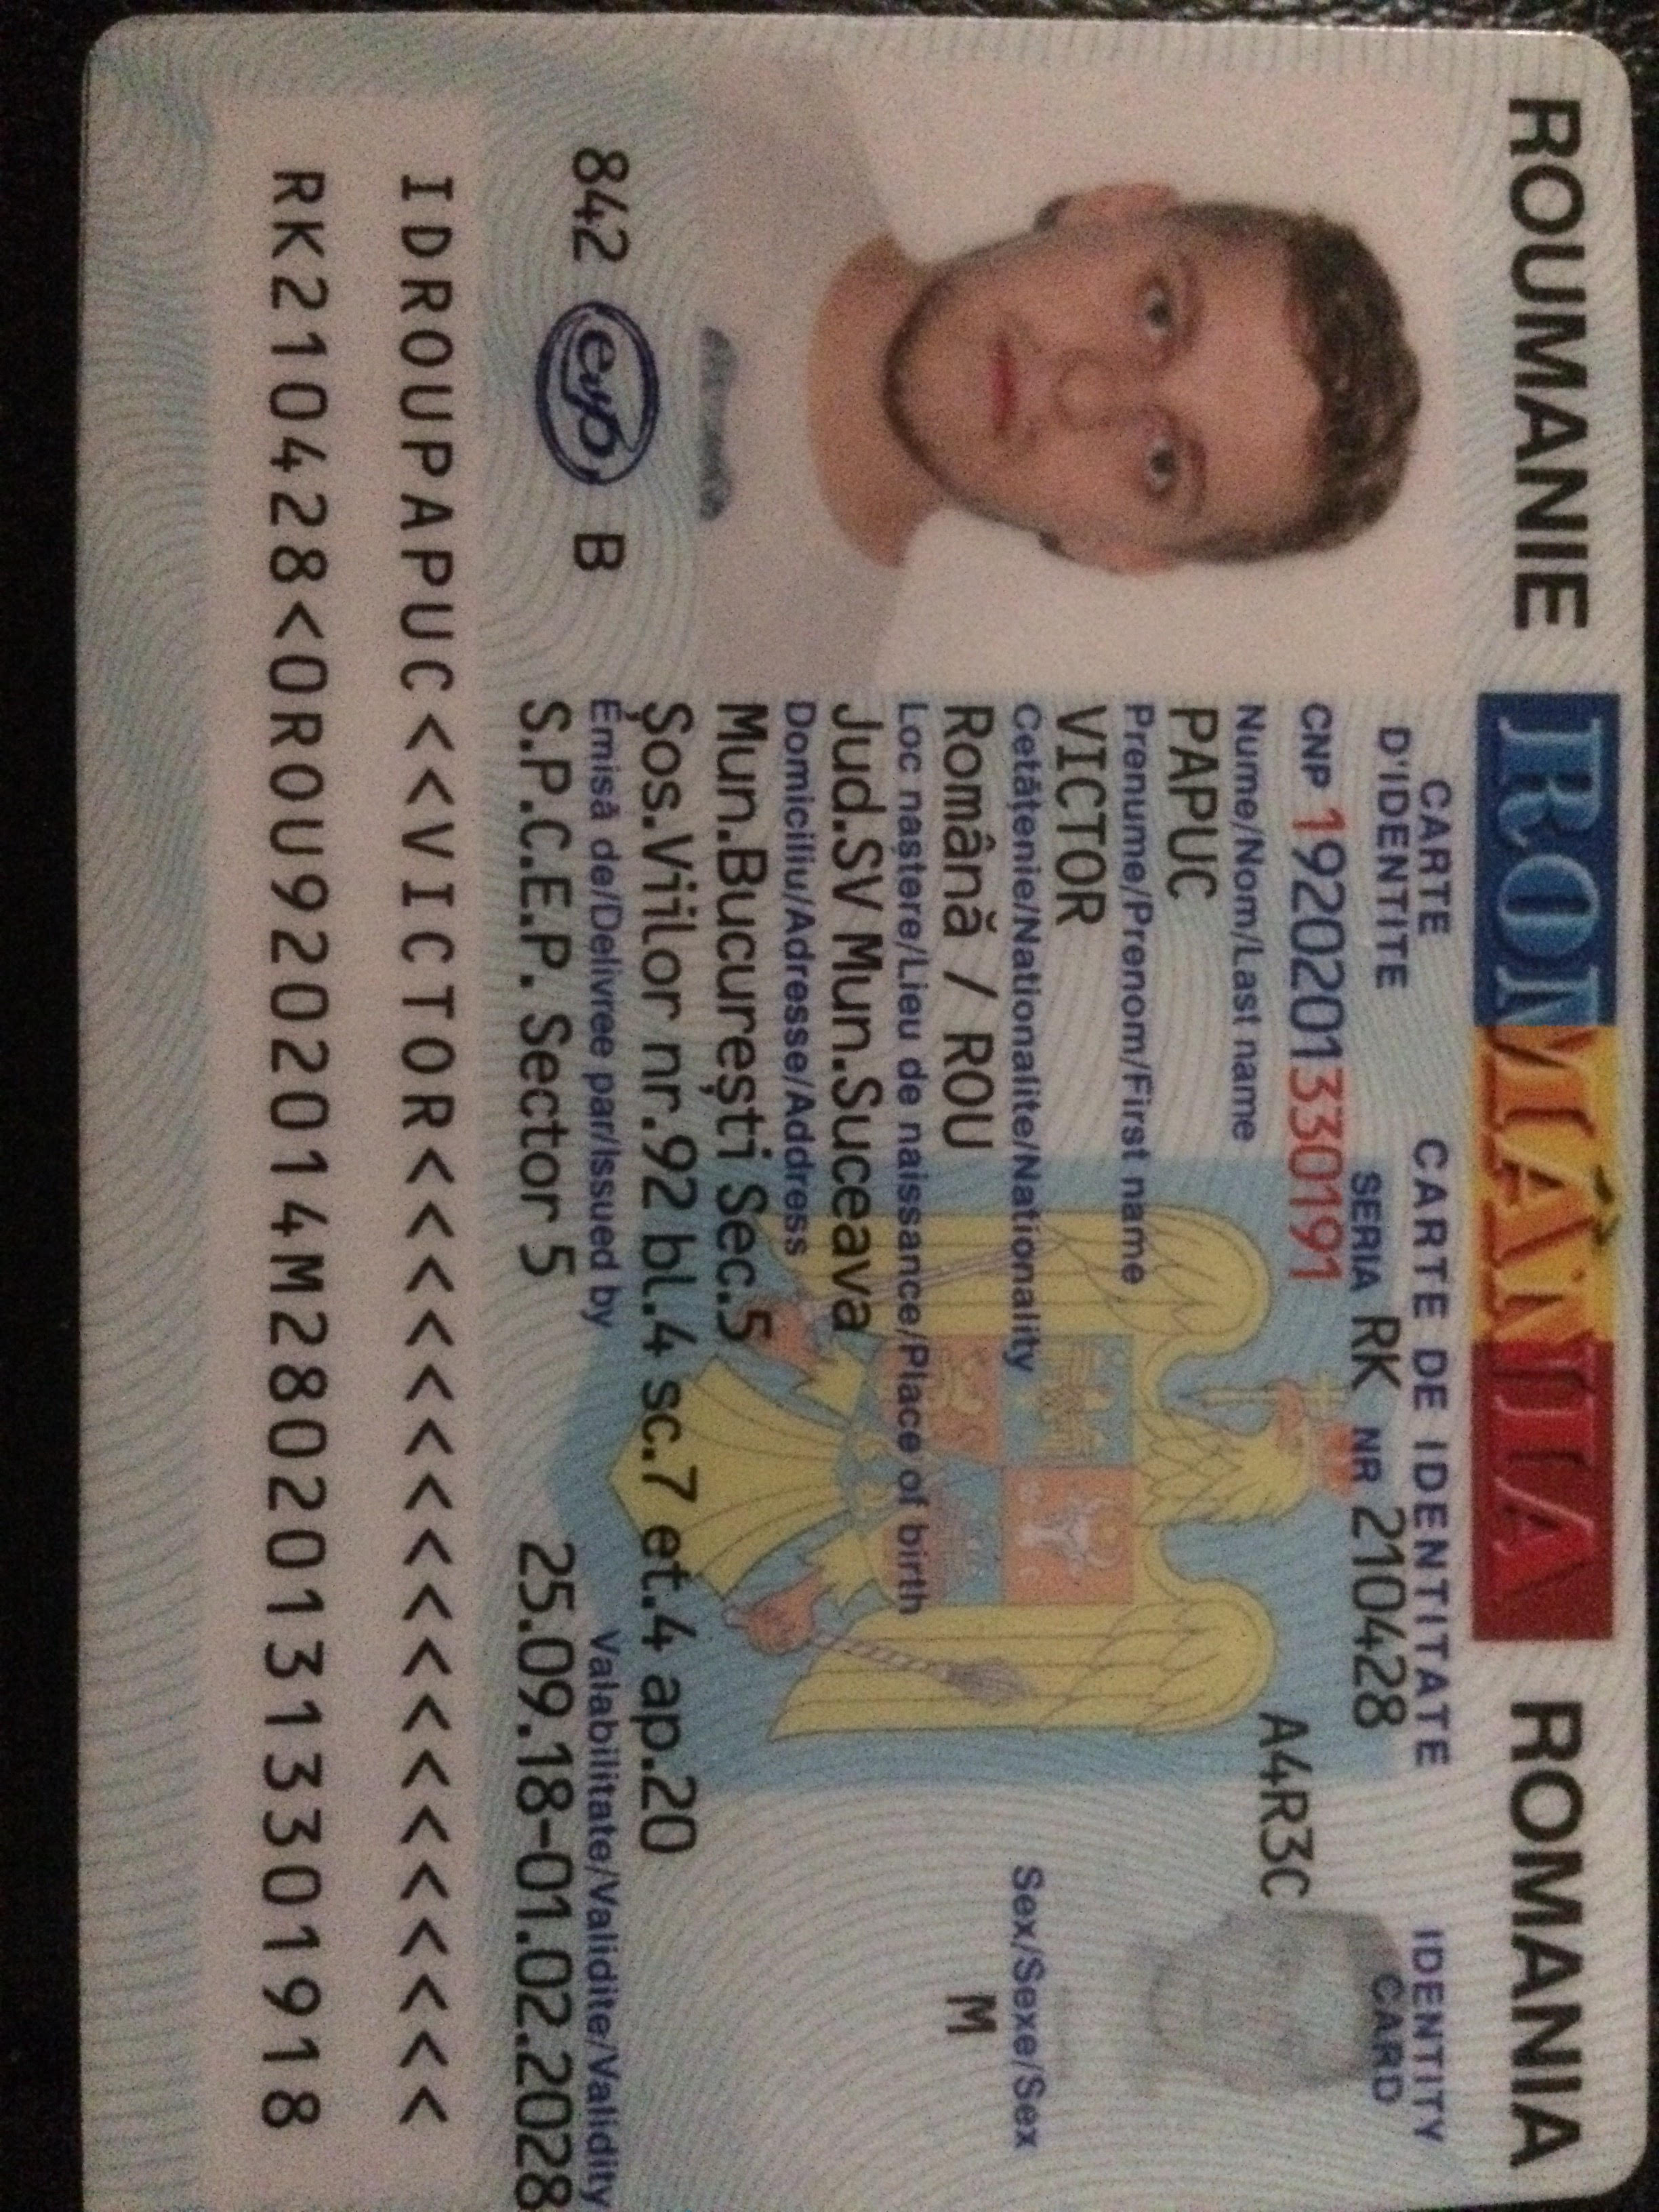 ROUMANIE ROMÂNIA ROMANIA
CARTE D'IDENTITE
CARTE DE IDENTITATE
IDENTITY CARD
SERIA RK NR 210428
CNP 1920201330191
A4R3C
Nume/Nom/Last name
PAPUC
Prenume/Prenom/First name
VICTOR
Cetăţenie/Nationalite/Nationality
Sex/Sexe/Sex
Română / ROU
M
Loc naştere/Lieu de naissance/Place of birth
Jud.SV Mun.Suceava
Domiciliu/Adresse/Address
Mun.Bucureşti Sec.5
Şos.Viilor nr.92 bl.4 sc.7 et.4 ap.20
Emisă de/Delivree par/Issued by
Valabilitate/Validite/Validity
842 B
S.P.C.E.P. Sector 5
25.09.18-01.02.2028
IDROUPAPUC<<VICTOR<<<<<<<<<<<<<<<<<<
RK210428<0ROU9202014M280201313301918